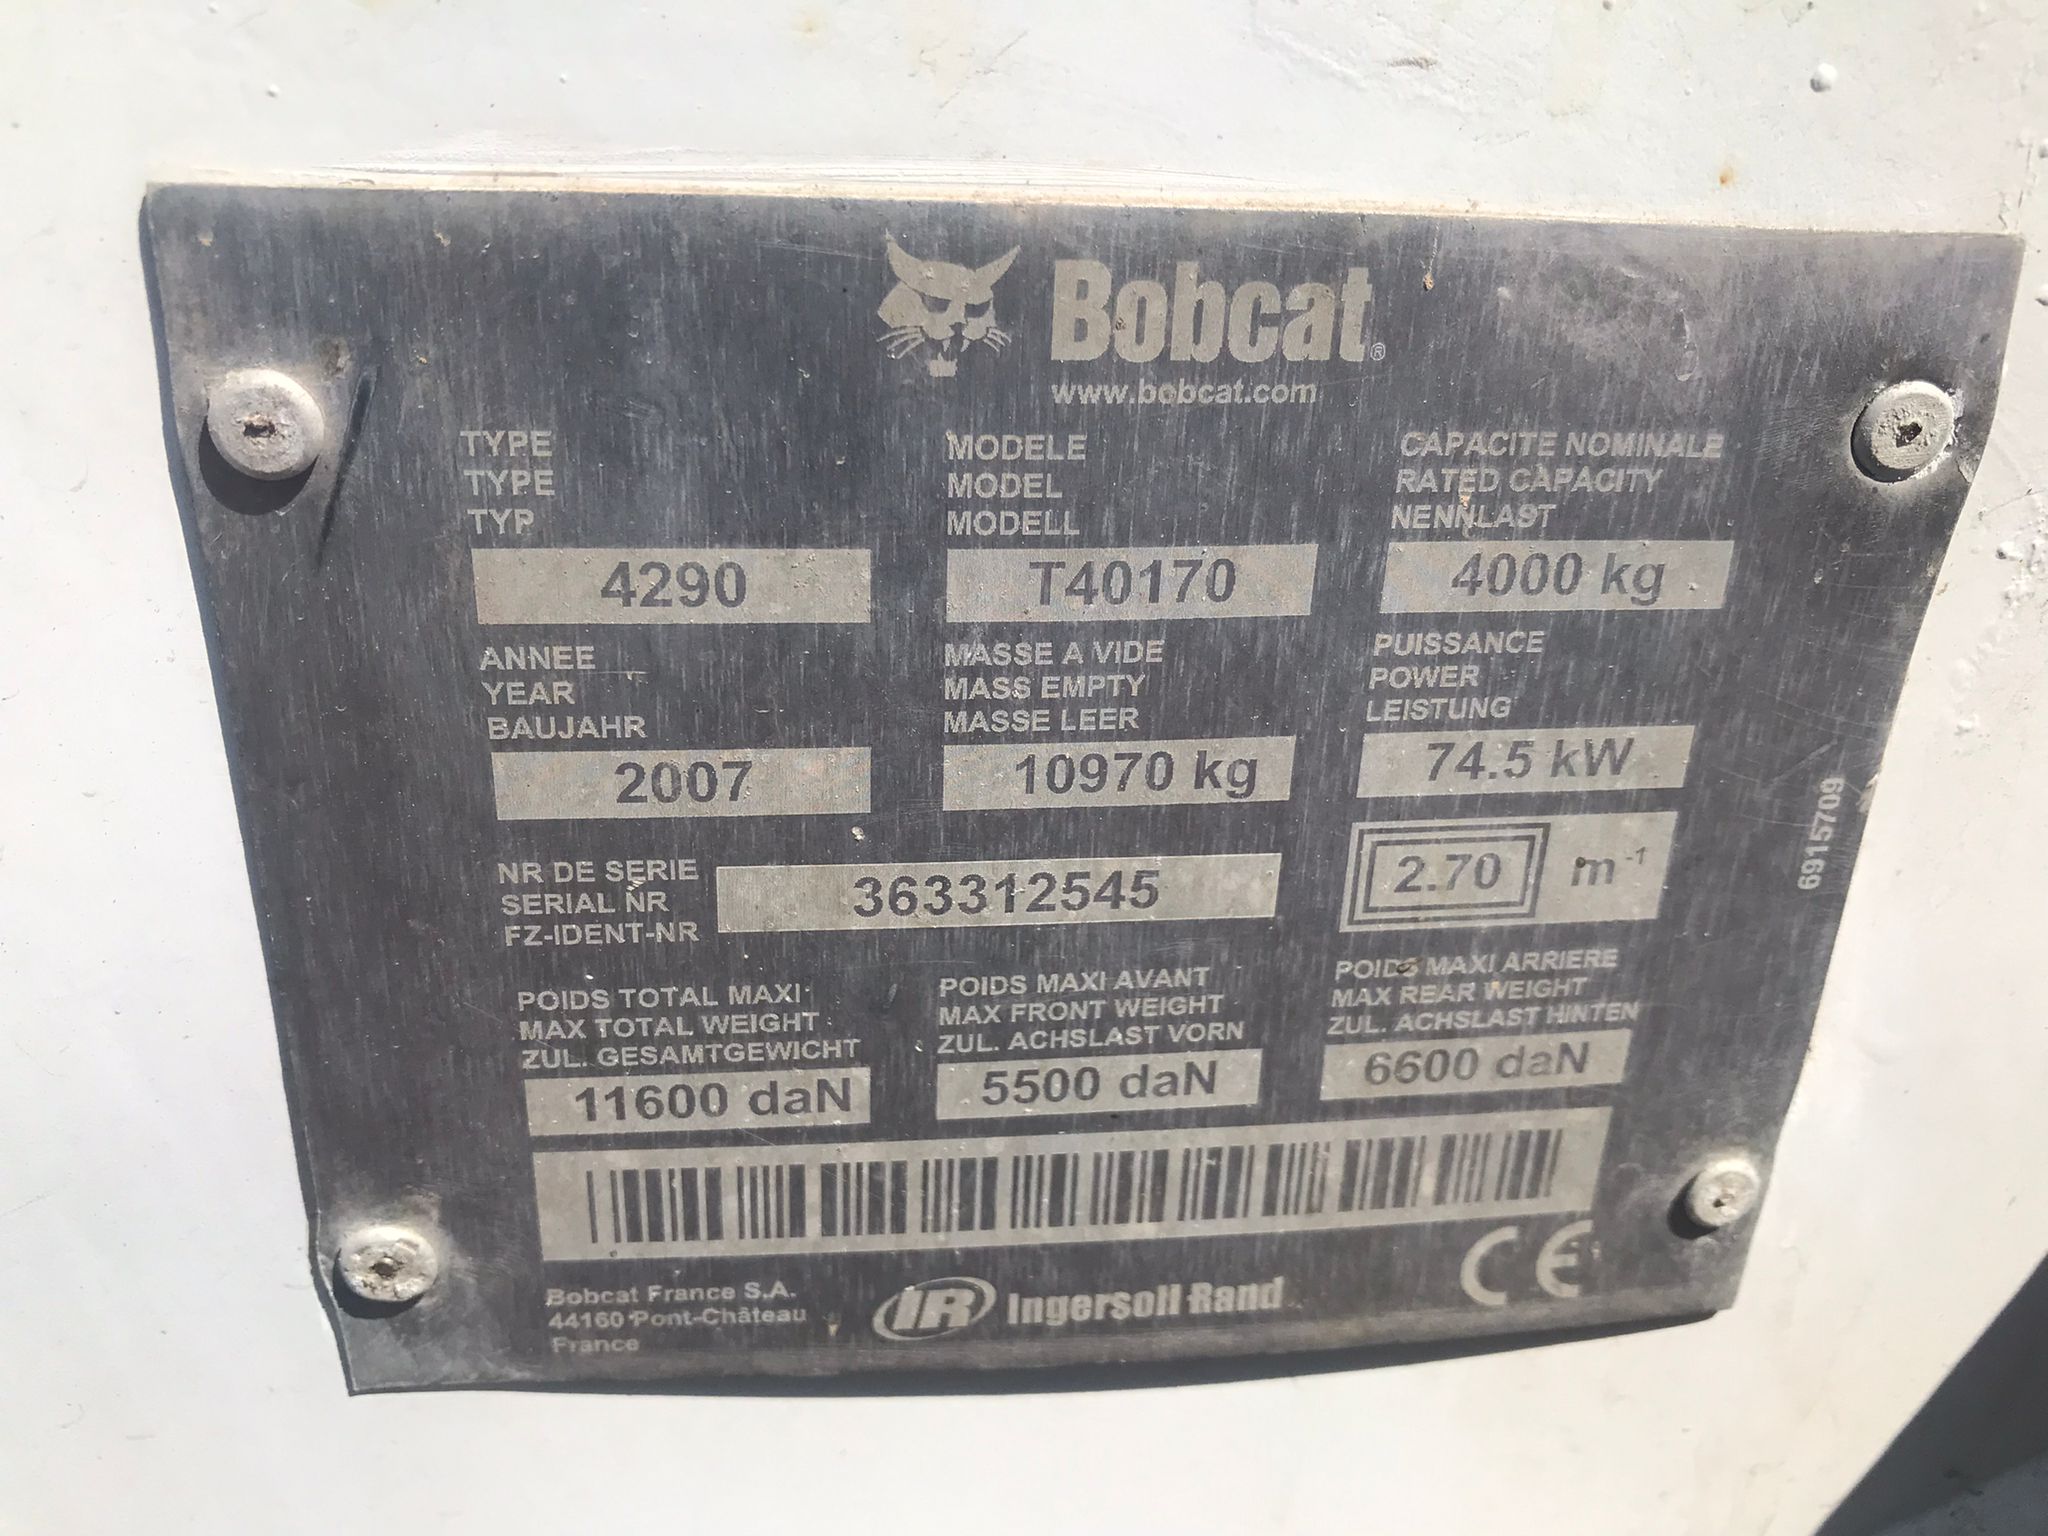 Bobcat®
www.bobcat.com
TYPE
TYPE
TYP
4290
MODELE
MODEL
MODELL
T40170
CAPACITE NOMINALE
RATED CAPACITY
NENNLAST
4000 kg
ANNEE
YEAR
BAUJAHR
2007
MASSE A VIDE
MASS EMPTY
MASSE LEER
10970 kg
PUISSANCE
POWER
LEISTUNG
74.5 kW
NR DE SERIE
SERIAL NR
FZ-IDENT-NR
363312545
2.70 m⁻¹
6915709
POIDS TOTAL MAXI
MAX TOTAL WEIGHT
ZUL. GESAMTGEWICHT
11600 daN
POIDS MAXI AVANT
MAX FRONT WEIGHT
ZUL. ACHSLAST VORN
5500 daN
POIDS MAXI ARRIERE
MAX REAR WEIGHT
ZUL. ACHSLAST HINTEN
6600 daN
Bobcat France S.A.
44160 Pont-Château
France
IR Ingersoll Rand
CE